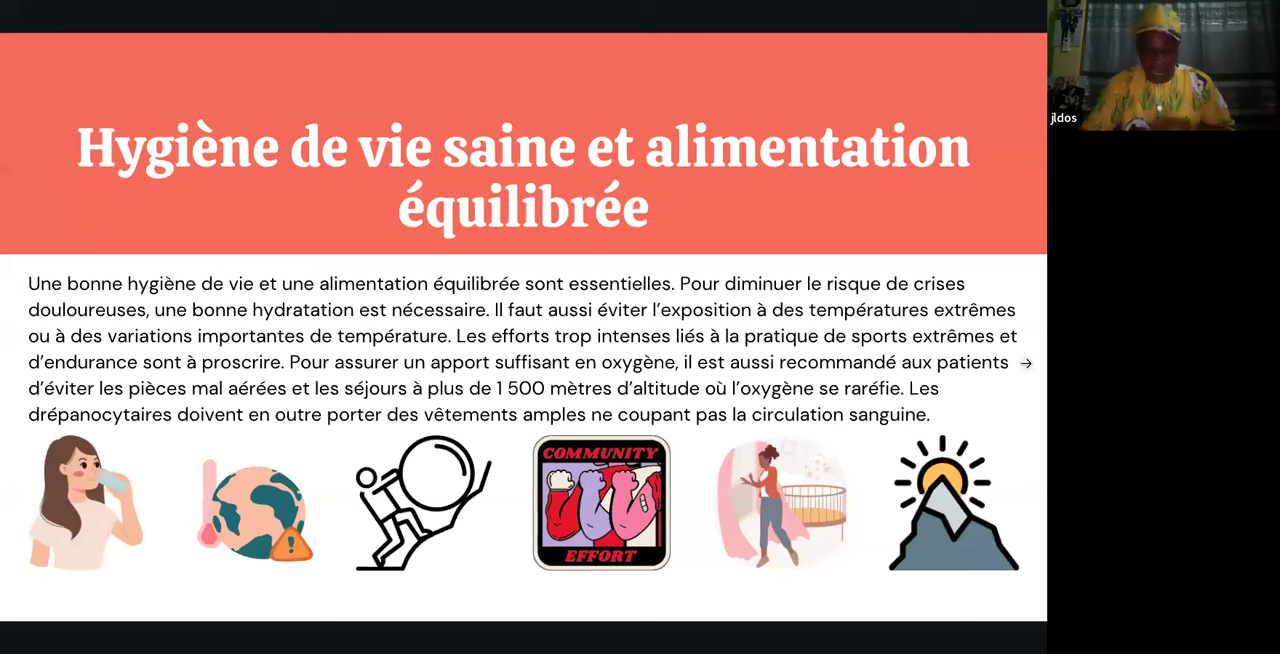 Hygiène de vie saine et alimentation
équilibrée
Une bonne hygiène de vie et une alimentation équilibrée sont essentielles. Pour diminuer le risque de crises
douloureuses, une bonne hydratation est nécessaire. Il faut aussi éviter l’exposition à des températures extrêmes
ou à des variations importantes de température. Les efforts trop intenses liés à la pratique de sports extrêmes et
d’endurance sont à proscrire. Pour assurer un apport suffisant en oxygène, il est aussi recommandé aux patients →
d’éviter les pièces mal aérées et les séjours à plus de 1 500 mètres d’altitude où l’oxygène se raréfie. Les
drépanocytaires doivent en outre porter des vêtements amples ne coupant pas la circulation sanguine.
COMMUNITY
EFFORT
jldos